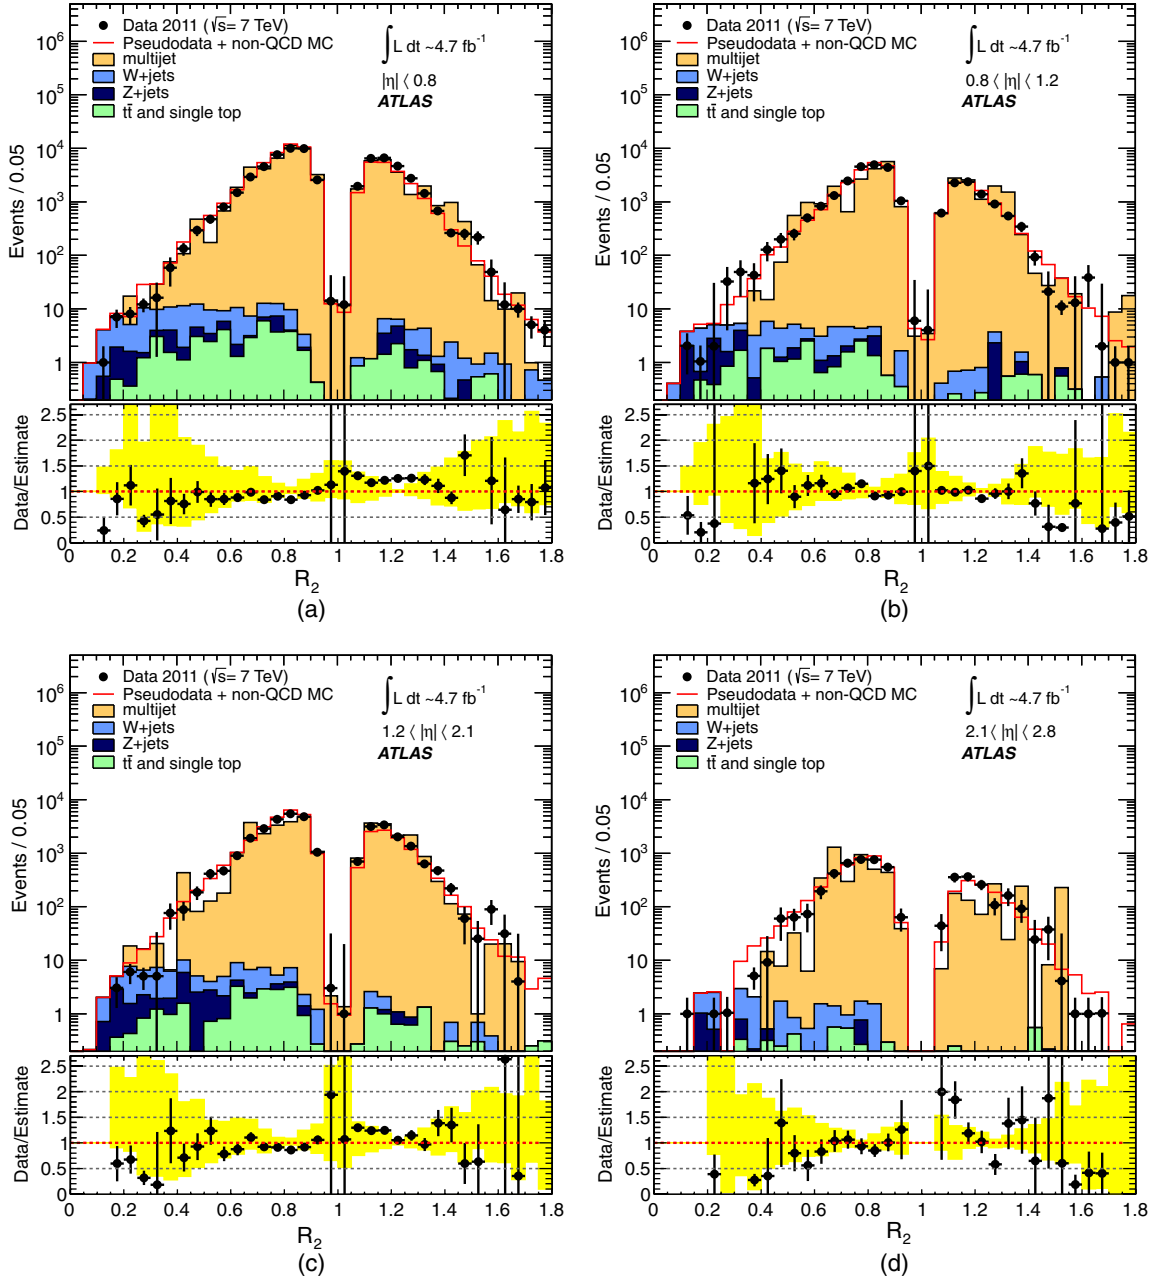 Data 2011 (√s= 7 TeV)
Pseudodata + non-QCD MC
multijet
W+jets
Z+jets
tt̄ and single top
∫ L dt ~4.7 fb⁻¹
|η| ⟨ 0.8
ATLAS
Events / 0.05
10⁶
10⁵
10⁴
10³
10²
10
1
Data/Estimate
2.5
2
1.5
1
0.5
0
0 0.2 0.4 0.6 0.8 1 1.2 1.4 1.6 1.8
R₂
(a)
Data 2011 (√s= 7 TeV)
Pseudodata + non-QCD MC
multijet
W+jets
Z+jets
tt̄ and single top
∫ L dt ~4.7 fb⁻¹
0.8 ⟨ |η| ⟨ 1.2
ATLAS
Events / 0.05
10⁶
10⁵
10⁴
10³
10²
10
1
Data/Estimate
2.5
2
1.5
1
0.5
0
0 0.2 0.4 0.6 0.8 1 1.2 1.4 1.6 1.8
R₂
(b)
Data 2011 (√s= 7 TeV)
Pseudodata + non-QCD MC
multijet
W+jets
Z+jets
tt̄ and single top
∫ L dt ~4.7 fb⁻¹
1.2 ⟨ |η| ⟨ 2.1
ATLAS
Events / 0.05
10⁶
10⁵
10⁴
10³
10²
10
1
Data/Estimate
2.5
2
1.5
1
0.5
0
0 0.2 0.4 0.6 0.8 1 1.2 1.4 1.6 1.8
R₂
(c)
Data 2011 (√s= 7 TeV)
Pseudodata + non-QCD MC
multijet
W+jets
Z+jets
tt̄ and single top
∫ L dt ~4.7 fb⁻¹
2.1 ⟨ |η| ⟨ 2.8
ATLAS
Events / 0.05
10⁶
10⁵
10⁴
10³
10²
10
1
Data/Estimate
2.5
2
1.5
1
0.5
0
0 0.2 0.4 0.6 0.8 1 1.2 1.4 1.6 1.8
R₂
(d)